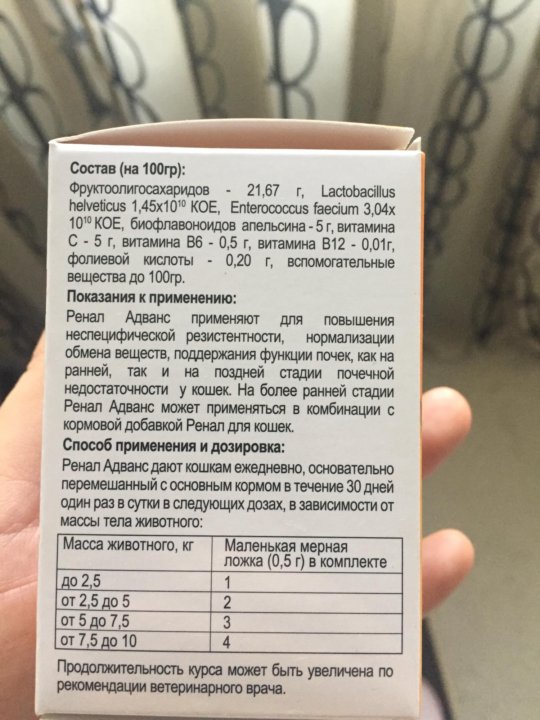 Состав (на 100гр):
Фруктоолигосахаридов - 21,67 г, Lactobacillus
helveticus 1,45x10¹⁰ КОЕ, Enterococcus faecium 3,04x
10¹⁰ КОЕ, биофлавоноидов апельсина - 5 г, витамина
С - 5 г, витамина В6 - 0,5 г, витамина В12 - 0,01г,
фолиевой кислоты - 0,20 г, вспомогательные
вещества до 100гр.
Показания к применению:
Ренал Адванс применяют для повышения
неспецифической резистентности, нормализации
обмена веществ, поддержания функции почек, как на
ранней, так и на поздней стадии почечной
недостаточности у кошек. На более ранней стадии
Ренал Адванс может применяться в комбинации с
кормовой добавкой Ренал для кошек.
Способ применения и дозировка:
Ренал Адванс дают кошкам ежедневно, основательно
перемешанный с основным кормом в течение 30 дней
один раз в сутки в следующих дозах, в зависимости от
массы тела животного:
Масса животного, кг Маленькая мерная
ложка (0,5 г) в комплекте
до 2,5 1
от 2,5 до 5 2
от 5 до 7,5 3
от 7,5 до 10 4
Продолжительность курса может быть увеличена по
рекомендации ветеринарного врача.